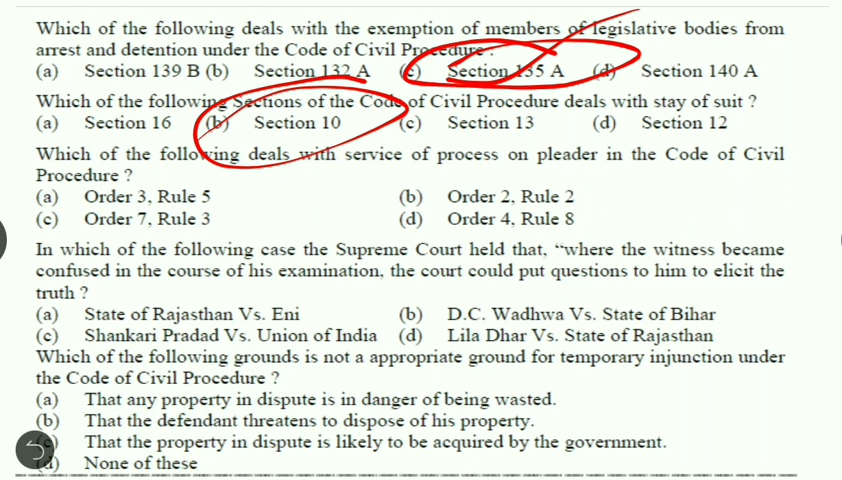 Which of the following deals with the exemption of members of legislative bodies from
arrest and detention under the Code of Civil Procedure .
(a) Section 139 B (b) Section 132 A (c) Section 135 A (d) Section 140 A
Which of the following Sections of the Code of Civil Procedure deals with stay of suit ?
(a) Section 16 (b) Section 10 (c) Section 13 (d) Section 12
Which of the following deals with service of process on pleader in the Code of Civil
Procedure ?
(a) Order 3, Rule 5 (b) Order 2, Rule 2
(c) Order 7, Rule 3 (d) Order 4, Rule 8
In which of the following case the Supreme Court held that, “where the witness became
confused in the course of his examination, the court could put questions to him to elicit the
truth ?
(a) State of Rajasthan Vs. Eni (b) D.C. Wadhwa Vs. State of Bihar
(c) Shankari Pradad Vs. Union of India (d) Lila Dhar Vs. State of Rajasthan
Which of the following grounds is not a appropriate ground for temporary injunction under
the Code of Civil Procedure ?
(a) That any property in dispute is in danger of being wasted.
(b) That the defendant threatens to dispose of his property.
(c) That the property in dispute is likely to be acquired by the government.
(d) None of these